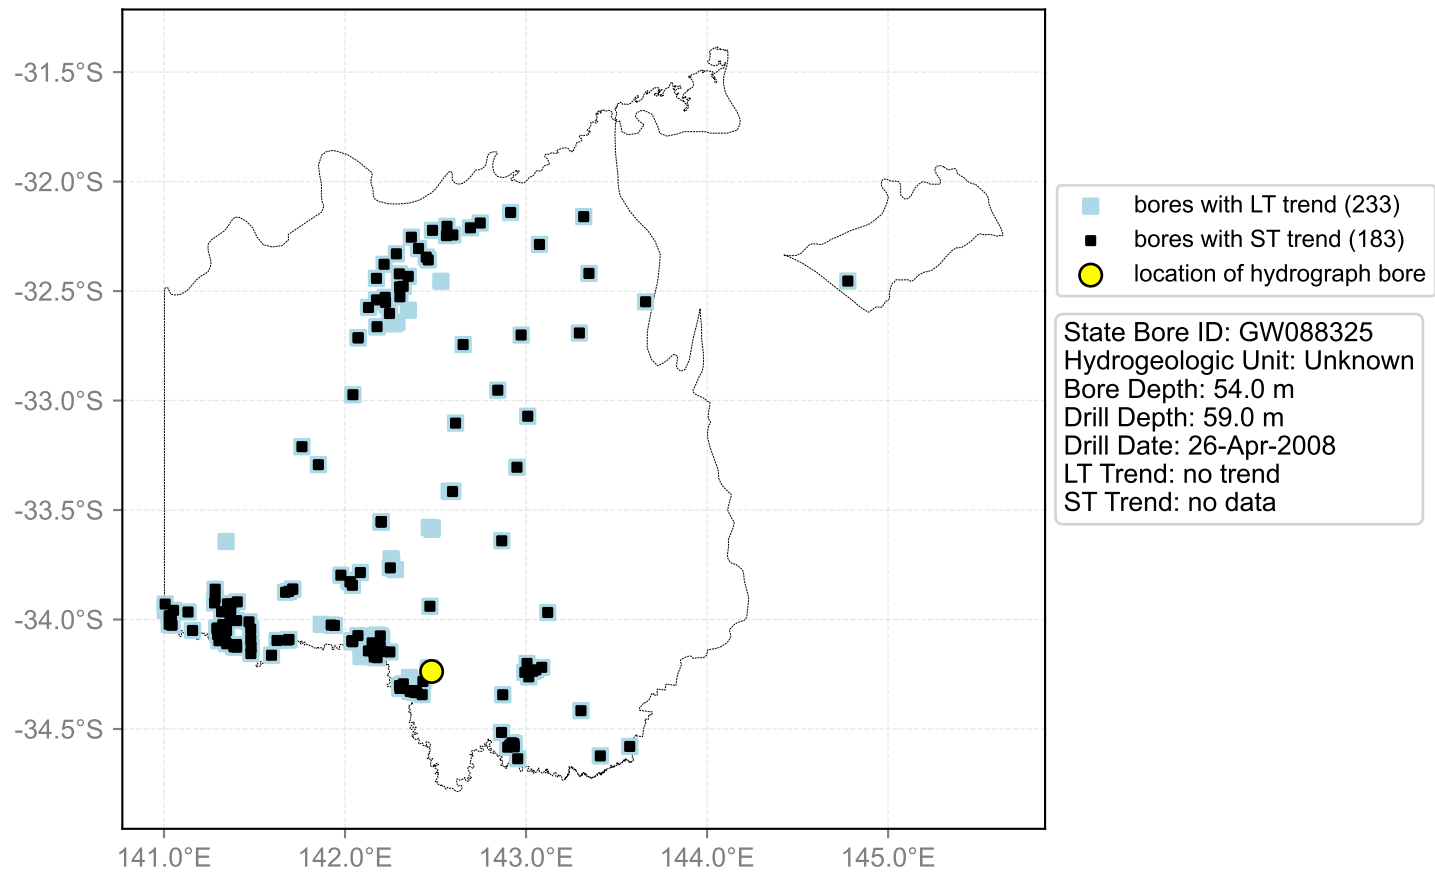 -31.5°S
-32.0°S
-32.5°S
-33.0°S
-33.5°S
-34.0°S
-34.5°S
141.0°E
142.0°E
143.0°E
144.0°E
145.0°E
bores with LT trend (233)
bores with ST trend (183)
location of hydrograph bore
State Bore ID: GW088325
Hydrogeologic Unit: Unknown
Bore Depth: 54.0 m
Drill Depth: 59.0 m
Drill Date: 26-Apr-2008
LT Trend: no trend
ST Trend: no data